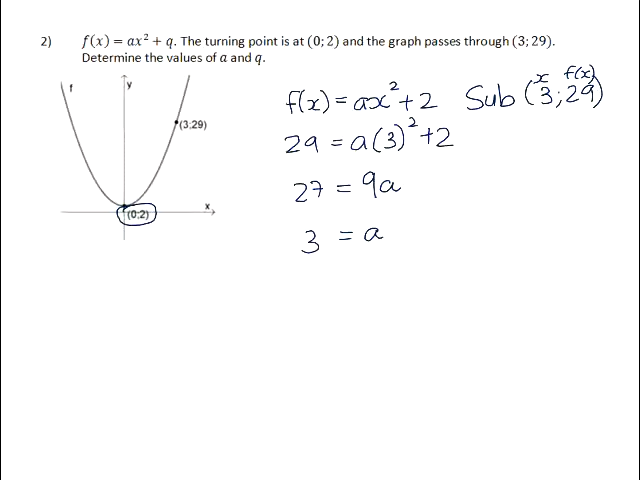 2) f(x) = ax² + q. The turning point is at (0; 2) and the graph passes through (3; 29).
Determine the values of a and q.
f
y
(3;29)
x
(0;2)
x f(x)
f(x) = ax² + 2 Sub (3;29)
29 = a(3)² + 2
27 = 9a
3 = a